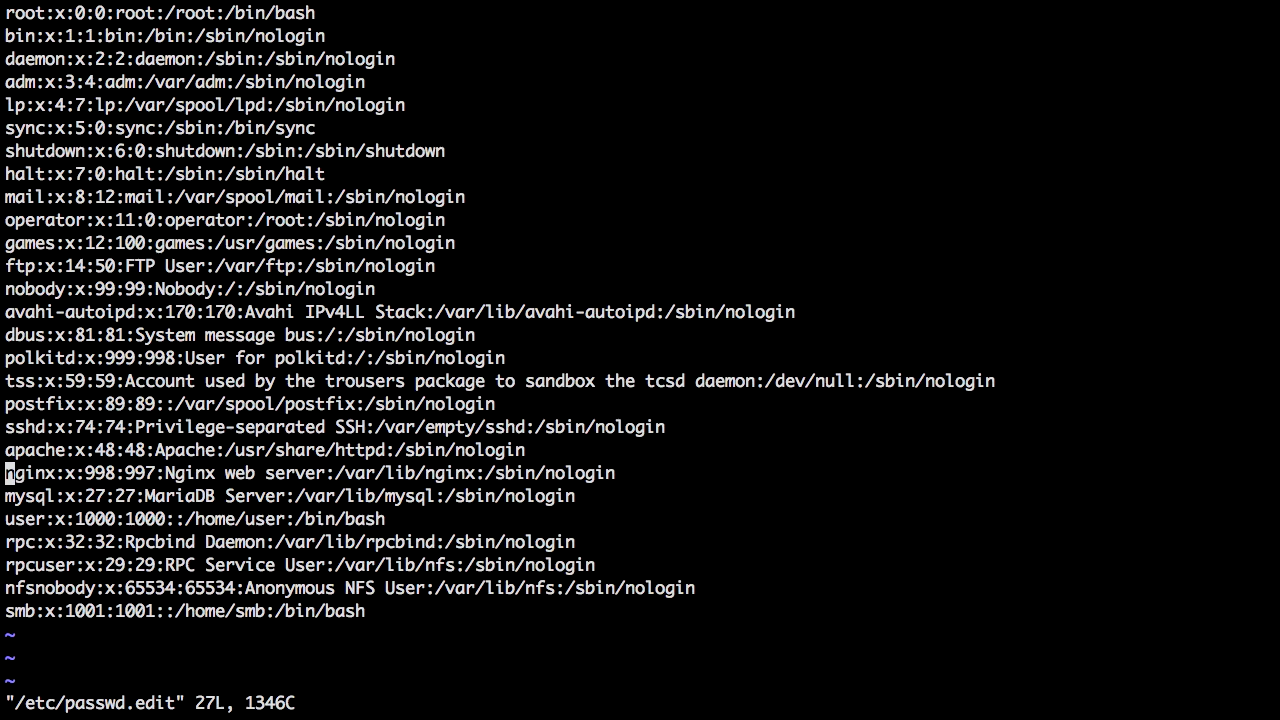 root:x:0:0:root:/root:/bin/bash
bin:x:1:1:bin:/bin:/sbin/nologin
daemon:x:2:2:daemon:/sbin:/sbin/nologin
adm:x:3:4:adm:/var/adm:/sbin/nologin
lp:x:4:7:lp:/var/spool/lpd:/sbin/nologin
sync:x:5:0:sync:/sbin:/bin/sync
shutdown:x:6:0:shutdown:/sbin:/sbin/shutdown
halt:x:7:0:halt:/sbin:/sbin/halt
mail:x:8:12:mail:/var/spool/mail:/sbin/nologin
operator:x:11:0:operator:/root:/sbin/nologin
games:x:12:100:games:/usr/games:/sbin/nologin
ftp:x:14:50:FTP User:/var/ftp:/sbin/nologin
nobody:x:99:99:Nobody:/:/sbin/nologin
avahi-autoipd:x:170:170:Avahi IPv4LL Stack:/var/lib/avahi-autoipd:/sbin/nologin
dbus:x:81:81:System message bus:/:/sbin/nologin
polkitd:x:999:998:User for polkitd:/:/sbin/nologin
tss:x:59:59:Account used by the trousers package to sandbox the tcsd daemon:/dev/null:/sbin/nologin
postfix:x:89:89::/var/spool/postfix:/sbin/nologin
sshd:x:74:74:Privilege-separated SSH:/var/empty/sshd:/sbin/nologin
apache:x:48:48:Apache:/usr/share/httpd:/sbin/nologin
nginx:x:998:997:Nginx web server:/var/lib/nginx:/sbin/nologin
mysql:x:27:27:MariaDB Server:/var/lib/mysql:/sbin/nologin
user:x:1000:1000::/home/user:/bin/bash
rpc:x:32:32:Rpcbind Daemon:/var/lib/rpcbind:/sbin/nologin
rpcuser:x:29:29:RPC Service User:/var/lib/nfs:/sbin/nologin
nfsnobody:x:65534:65534:Anonymous NFS User:/var/lib/nfs:/sbin/nologin
smb:x:1001:1001::/home/smb:/bin/bash
~
~
~
"/etc/passwd.edit" 27L, 1346C